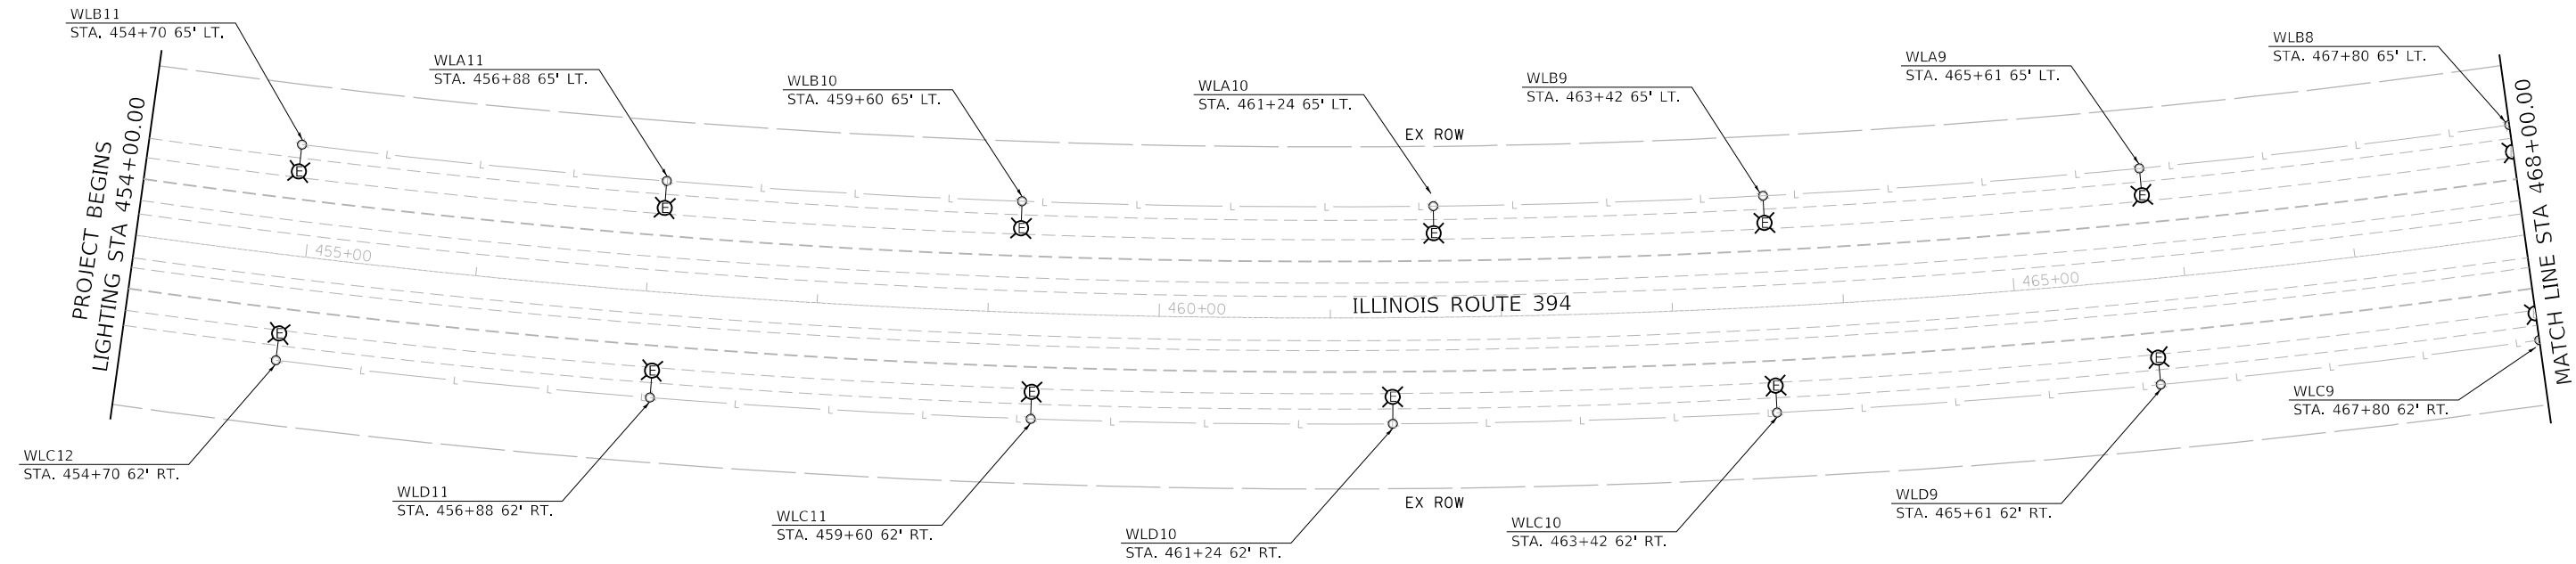 WLB11
STA. 454+70 65' LT.
WLA11
STA. 456+88 65' LT.
WLB10
STA. 459+60 65' LT.
WLA10
STA. 461+24 65' LT.
WLB9
STA. 463+42 65' LT.
WLA9
STA. 465+61 65' LT.
WLB8
STA. 467+80 65' LT.
PROJECT BEGINS
LIGHTING STA 454+00.00
EX ROW
MATCH LINE STA 468+00.00
E
E
E
E
E
E
455+00
460+00
ILLINOIS ROUTE 394
465+00
E
E
E
E
E
E
WLC12
STA. 454+70 62' RT.
WLD11
STA. 456+88 62' RT.
WLC11
STA. 459+60 62' RT.
WLD10
STA. 461+24 62' RT.
EX ROW
WLC10
STA. 463+42 62' RT.
WLD9
STA. 465+61 62' RT.
WLC9
STA. 467+80 62' RT.